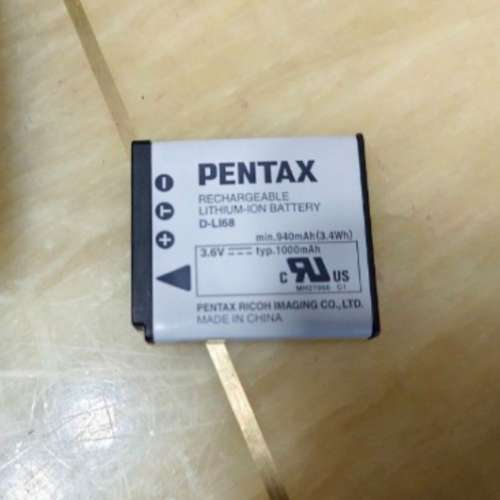 PENTAX
RECHARGEABLE
LITHIUM-ION BATTERY
D-LI68
min.940mAh(3.4Wh)
3.6V typ.1000mAh
T
C RU US
PENTAX RICOH IMAGING CO.,LTD.
MADE IN CHINA